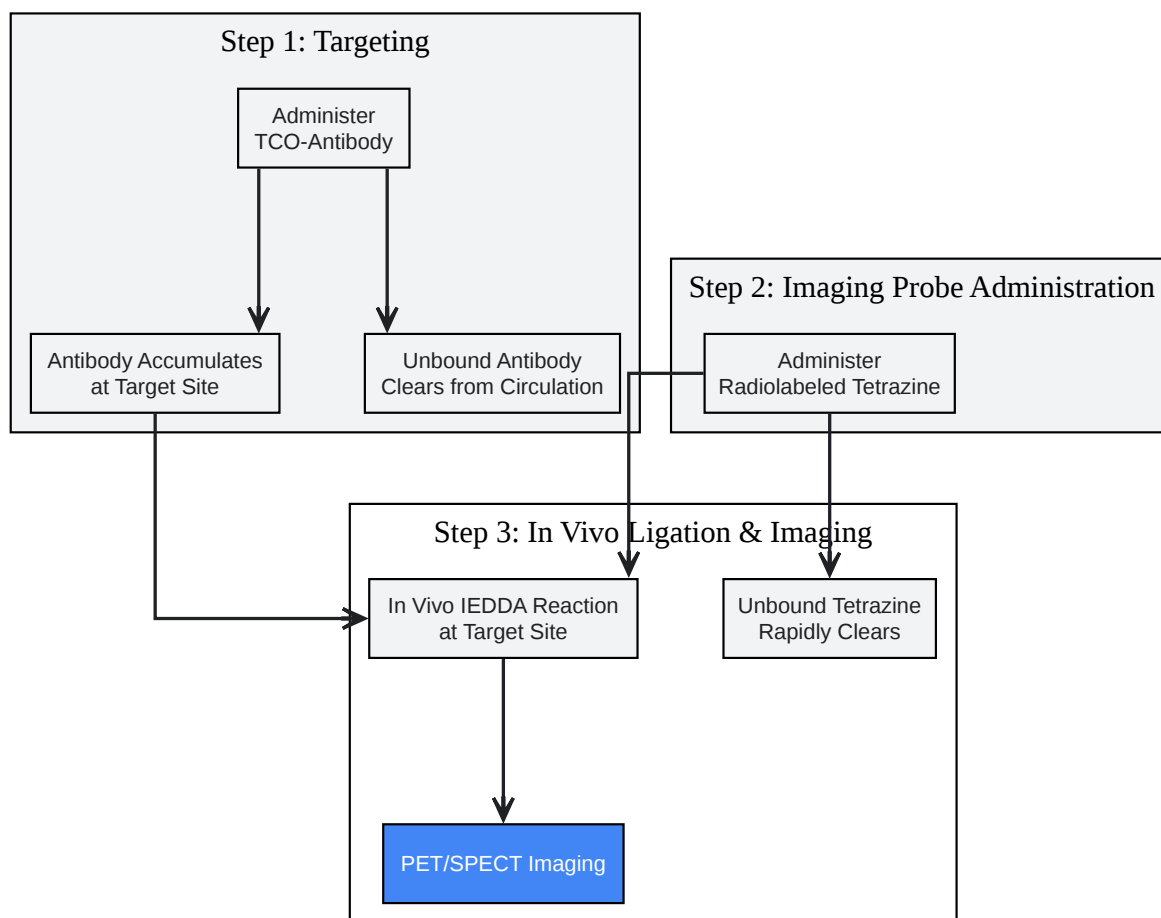 Step 1: Targeting
Administer
TCO-Antibody
Antibody Accumulates
at Target Site
Unbound Antibody
Clears from Circulation
Step 2: Imaging Probe Administration
Administer
Radiolabeled Tetrazine
Step 3: In Vivo Ligation & Imaging
In Vivo IEDDA Reaction
at Target Site
Unbound Tetrazine
Rapidly Clears
PET/SPECT Imaging